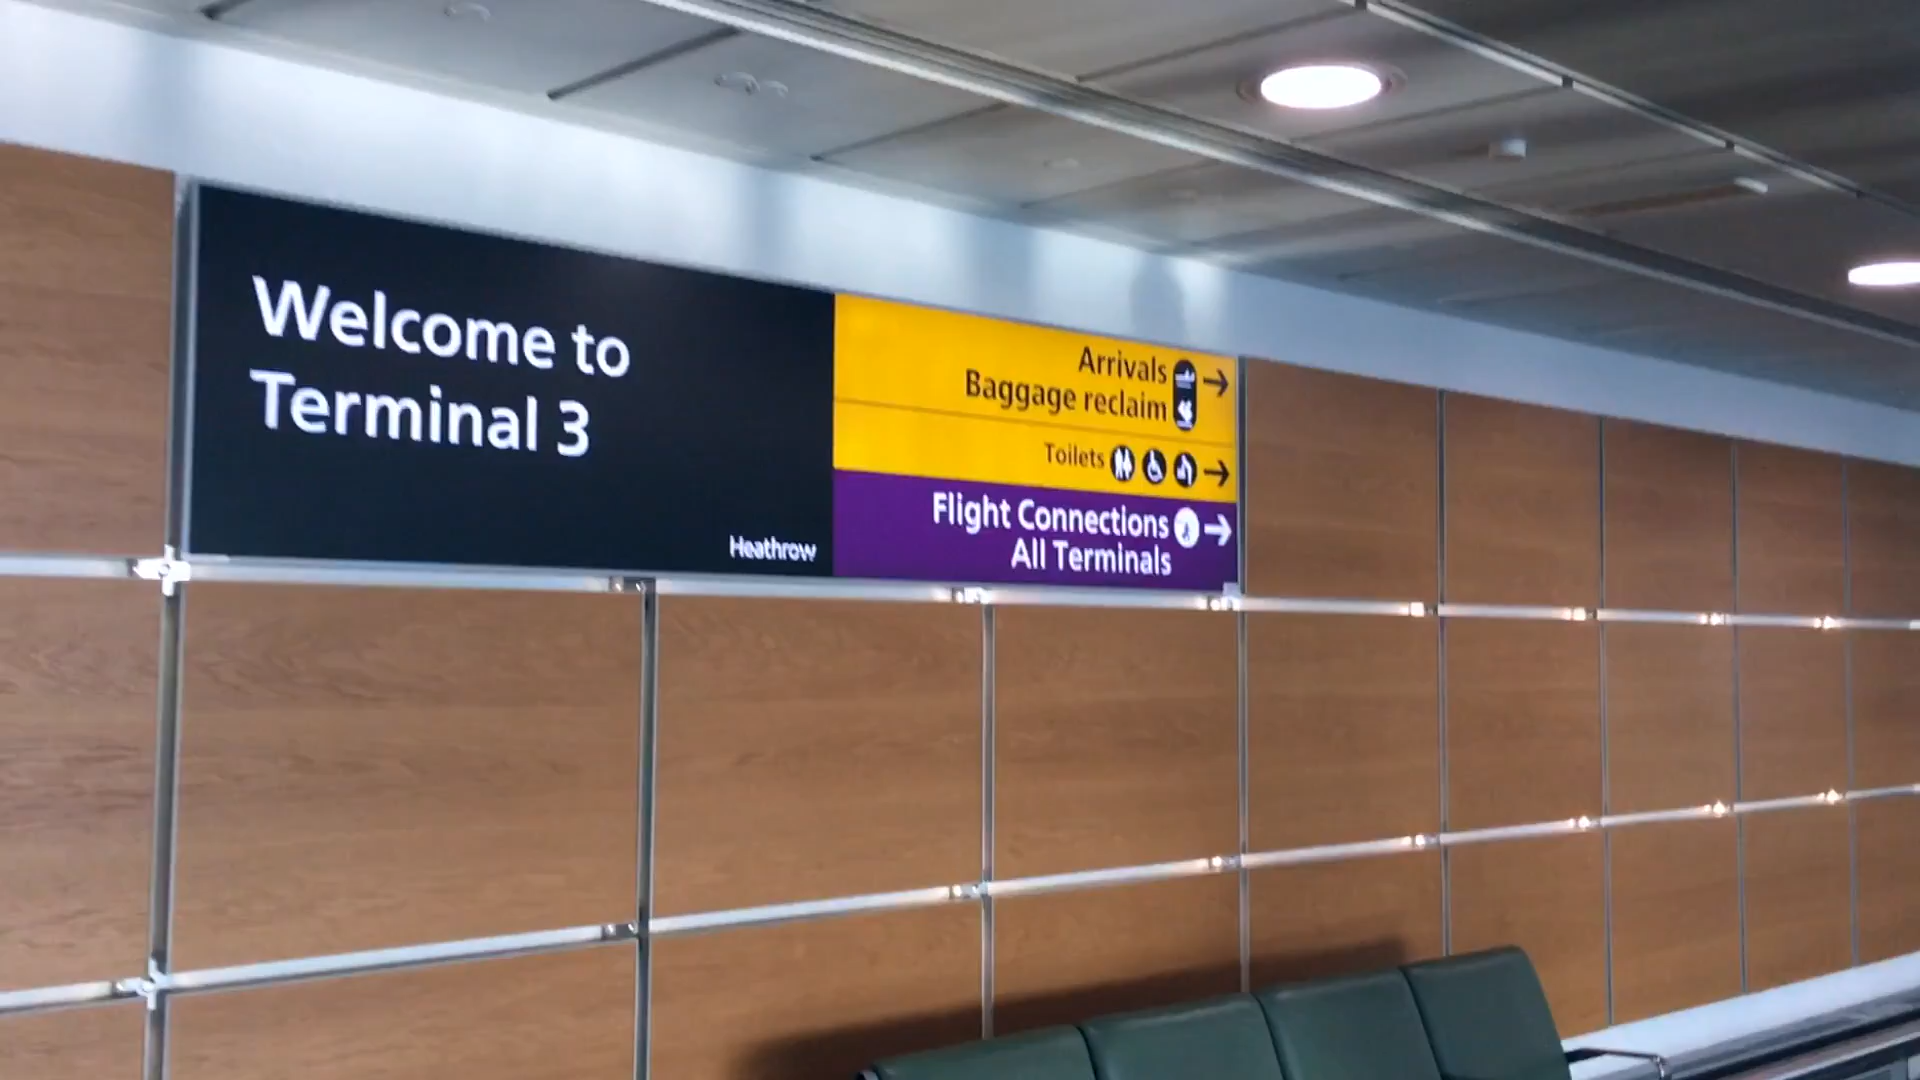 Welcome to
Terminal 3
Heathrow
Arrivals
Baggage reclaim
Toilets
Flight Connections
All Terminals